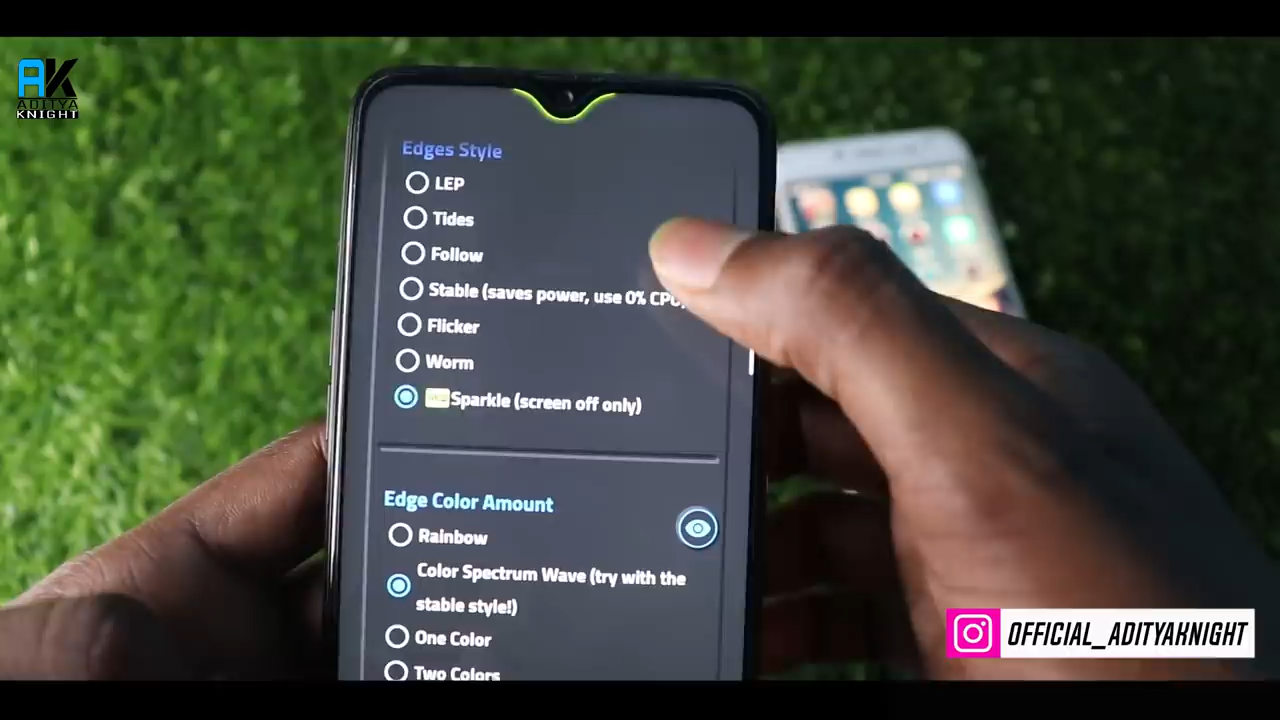 AK
ADITYA
KNIGHT
Edges Style
LEP
Tides
Follow
Stable (saves power, use 0% CPU)
Flicker
Worm
Sparkle (screen off only)
Edge Color Amount
Rainbow
Color Spectrum Wave (try with the
stable style!)
One Color
Two Colors
OFFICIAL_ADITYAKNIGHT